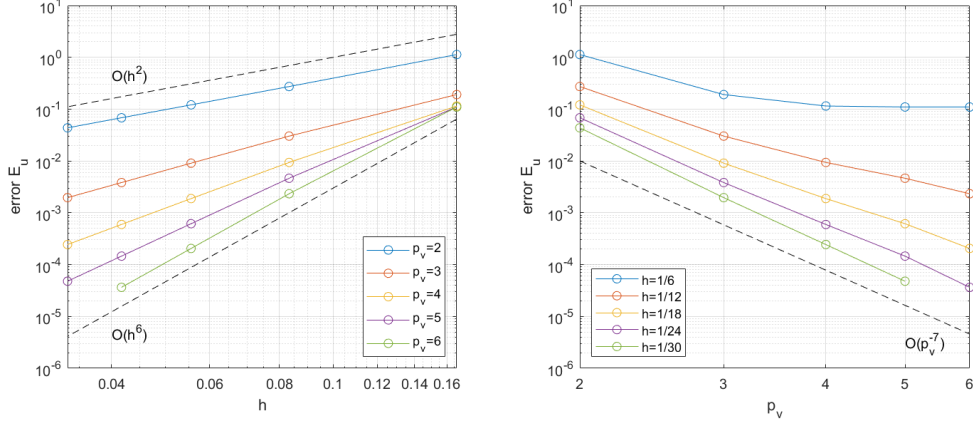 10^1
10^0
10^-1
10^-2
10^-3
10^-4
10^-5
10^-6
error E_u
O(h^2)
O(h^6)
p_v=2
p_v=3
p_v=4
p_v=5
p_v=6
0.04 0.06 0.08 0.1 0.12 0.14 0.16
h
10^1
10^0
10^-1
10^-2
10^-3
10^-4
10^-5
10^-6
error E_u
h=1/6
h=1/12
h=1/18
h=1/24
h=1/30
O(p_v^-7)
2 3 4 5 6
p_v